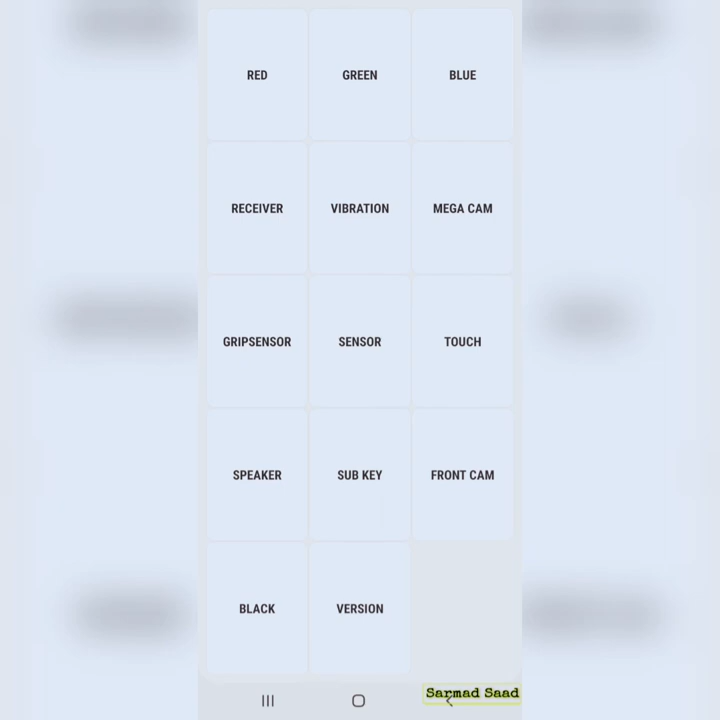 RED GREEN BLUE
RECEIVER VIBRATION MEGA CAM
GRIPSENSOR SENSOR TOUCH
SPEAKER SUB KEY FRONT CAM
BLACK VERSION
Sarmad Saad